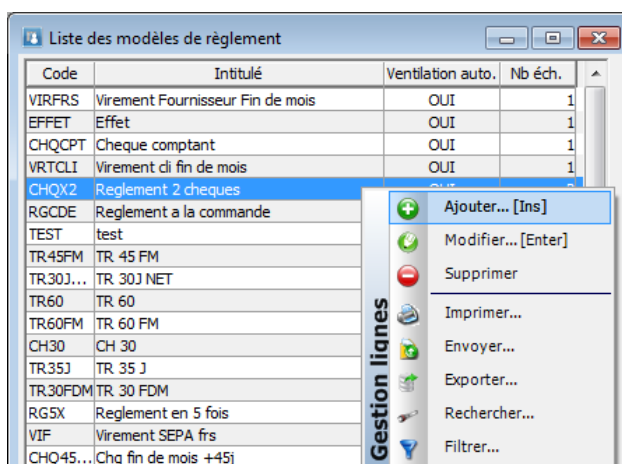 Liste des modèles de règlement
Code Intitulé Ventilation auto. Nb éch.
VIRFRS Virement Fournisseur Fin de mois OUI 1
EFFET Effet OUI 1
CHQCPT Cheque comptant OUI 1
VRTCLI Virement cli fin de mois OUI 1
CHQX2 Reglement 2 cheques
RGCDE Reglement a la commande
TEST test
TR45FM TR 45 FM
TR30J... TR 30J NET
TR60 TR 60
TR60FM TR 60 FM
CH30 CH 30
TR35J TR 35 J
TR30FDM TR 30 FDM
RG5X Reglement en 5 fois
VIF Virement SEPA frs
CHQ45... Chq fin de mois +45j
Gestion lignes
Ajouter... [Ins]
Modifier... [Enter]
Supprimer
Imprimer...
Envoyer...
Exporter...
Rechercher...
Filtrer...